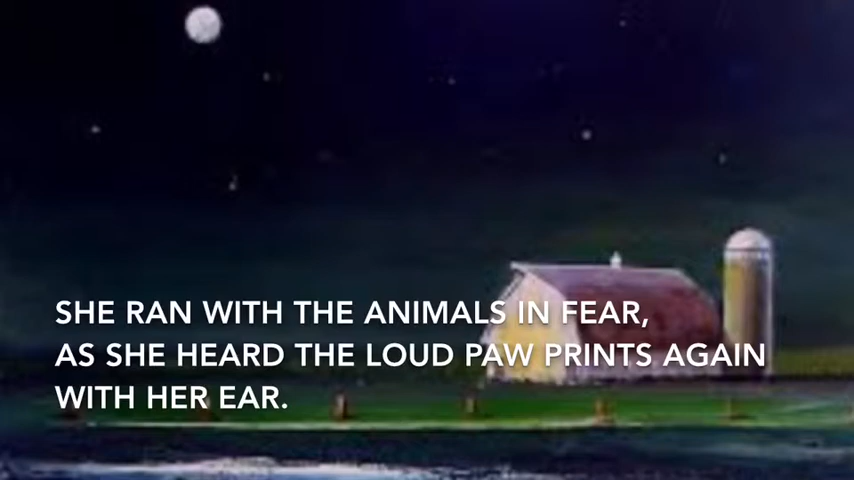 SHE RAN WITH THE ANIMALS IN FEAR,
AS SHE HEARD THE LOUD PAW PRINTS AGAIN
WITH HER EAR.